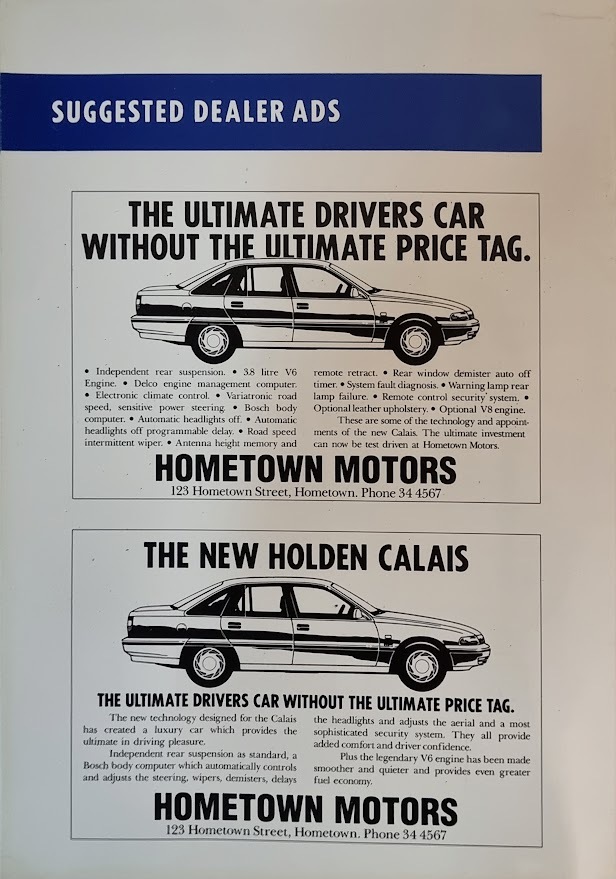 SUGGESTED DEALER ADS
THE ULTIMATE DRIVERS CAR
WITHOUT THE ULTIMATE PRICE TAG.
• Independent rear suspension. • 3.8 litre V6
Engine. • Delco engine management computer.
• Electronic climate control. • Variatronic road
speed, sensitive power steering. • Bosch body
computer. • Automatic headlights off. • Automatic
headlights off programmable delay. • Road speed
intermittent wiper. • Antenna height memory and
remote retract. • Rear window demister auto off
timer. • System fault diagnosis. • Warning lamp rear
lamp failure. • Remote control security system. •
Optional leather upholstery. • Optional V8 engine.
These are some of the technology and appoint-
ments of the new Calais. The ultimate investment
can now be test driven at Hometown Motors.
HOMETOWN MOTORS
123 Hometown Street, Hometown. Phone 34 4567
THE NEW HOLDEN CALAIS
THE ULTIMATE DRIVERS CAR WITHOUT THE ULTIMATE PRICE TAG.
The new technology designed for the Calais
has created a luxury car which provides the
ultimate in driving pleasure.
Independent rear suspension as standard, a
Bosch body computer which automatically controls
and adjusts the steering, wipers, demisters, delays
the headlights and adjusts the aerial and a most
sophisticated security system. They all provide
added comfort and driver confidence.
Plus the legendary V6 engine has been made
smoother and quieter and provides even greater
fuel economy.
HOMETOWN MOTORS
123 Hometown Street, Hometown. Phone 34 4567